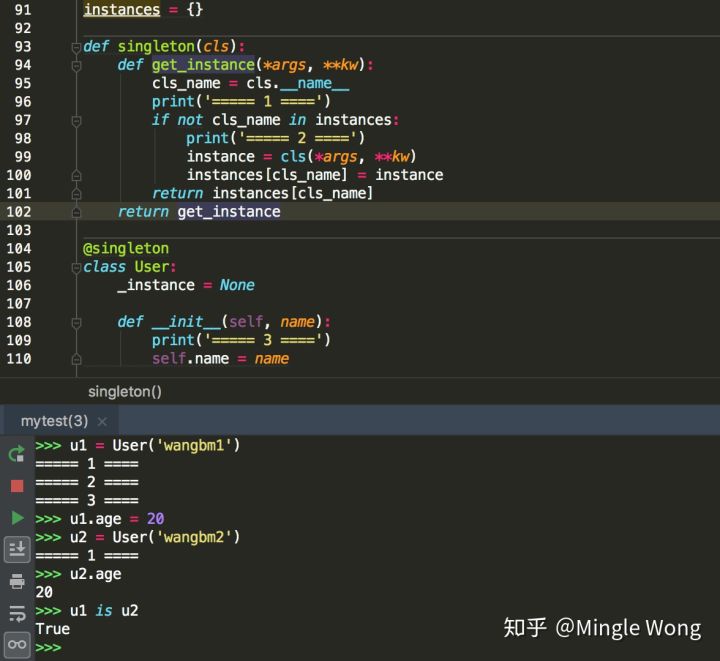 91 instances = {}
92
93 def singleton(cls):
94     def get_instance(*args, **kw):
95         cls_name = cls.__name__
96         print('===== 1 ====')
97         if not cls_name in instances:
98             print('===== 2 ====')
99             instance = cls(*args, **kw)
100             instances[cls_name] = instance
101         return instances[cls_name]
102     return get_instance
103
104 @singleton
105 class User:
106     _instance = None
107
108     def __init__(self, name):
109         print('===== 3 ====')
110         self.name = name
singleton()
mytest(3) ×
>>> u1 = User('wangbm1')
===== 1 ====
===== 2 ====
===== 3 ====
>>> u1.age = 20
>>> u2 = User('wangbm2')
===== 1 ====
>>> u2.age
20
>>> u1 is u2
True
>>>
知乎 @Mingle Wong